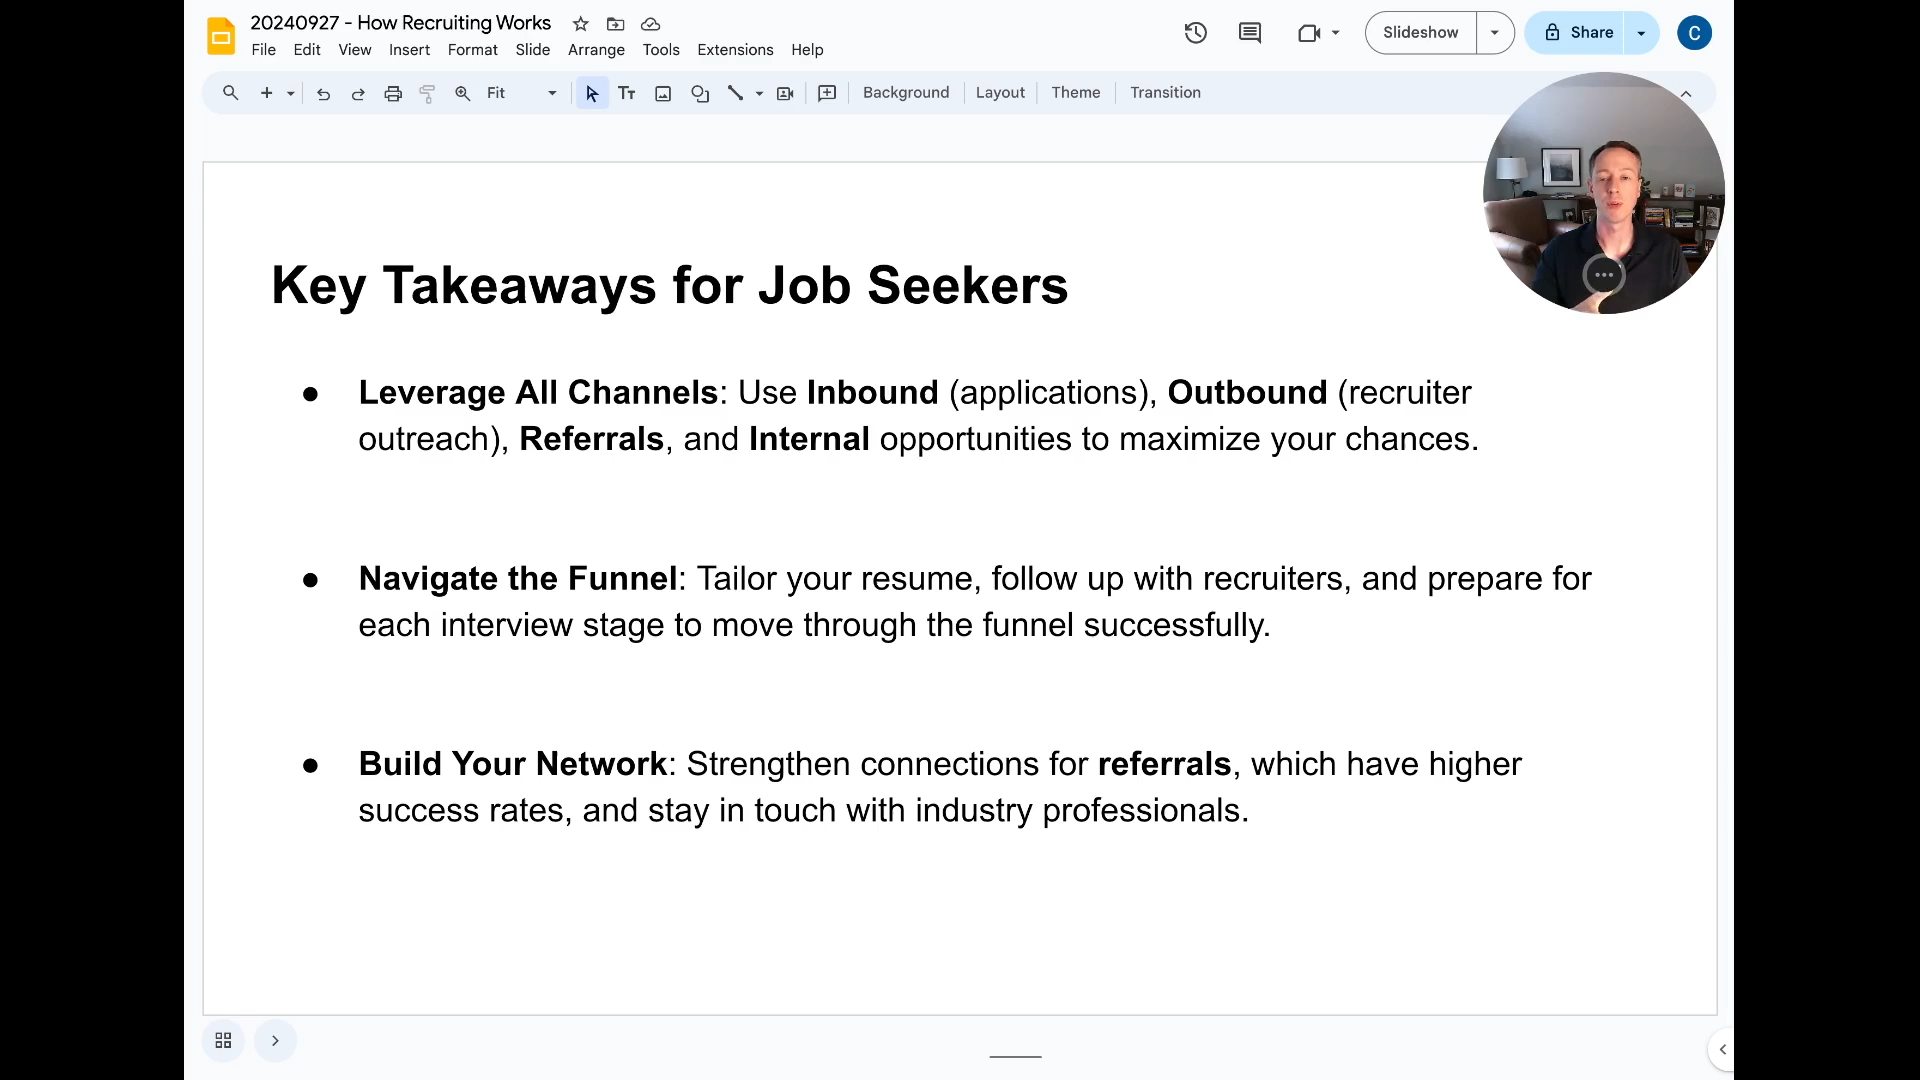 20240927 - How Recruiting Works
File Edit View Insert Format Slide Arrange Tools Extensions Help
Slideshow
Share
C
Fit
Background
Layout
Theme
Transition
Key Takeaways for Job Seekers
● Leverage All Channels: Use Inbound (applications), Outbound (recruiter
outreach), Referrals, and Internal opportunities to maximize your chances.
● Navigate the Funnel: Tailor your resume, follow up with recruiters, and prepare for
each interview stage to move through the funnel successfully.
● Build Your Network: Strengthen connections for referrals, which have higher
success rates, and stay in touch with industry professionals.